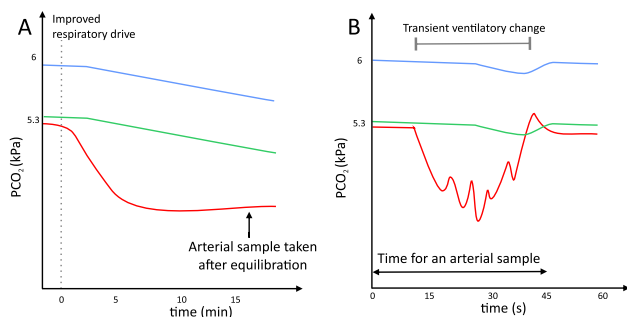 A
Improved
respiratory drive
6
5.3
PCO2 (kPa)
Arterial sample taken
after equilibration
0 5 10 15
time (min)
B
Transient ventilatory change
6
5.3
PCO2 (kPa)
Time for an arterial sample
0 15 30 45 60
time (s)